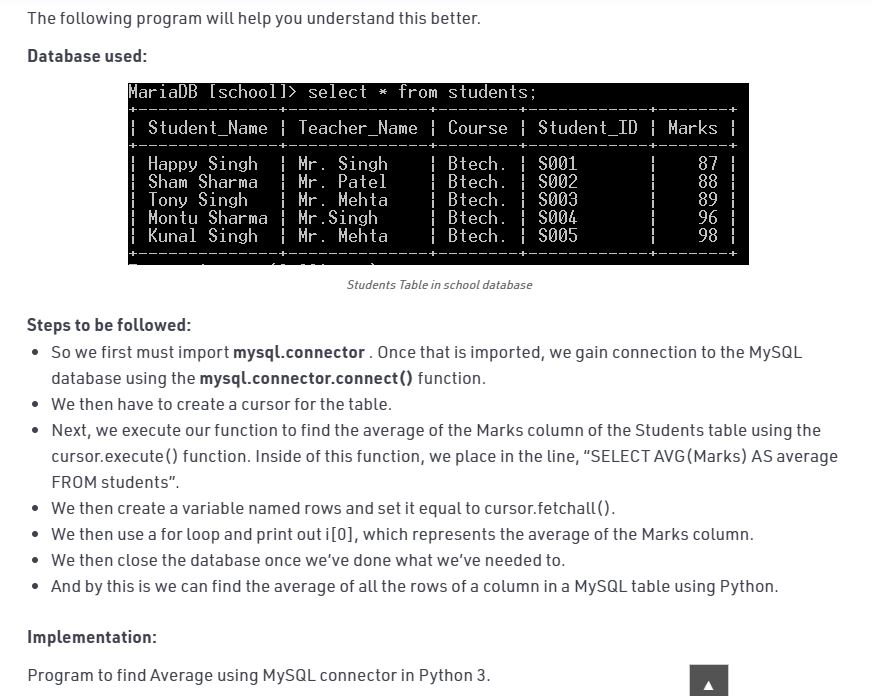 The following program will help you understand this better.
Database used:
MariaDB [school]> select * from students;
+--------------+--------------+--------+------------+-------+
| Student_Name | Teacher_Name | Course | Student_ID | Marks |
+--------------+--------------+--------+------------+-------+
| Happy Singh | Mr. Singh | Btech. | S001 | 87 |
| Sham Sharma | Mr. Patel | Btech. | S002 | 88 |
| Tony Singh | Mr. Mehta | Btech. | S003 | 89 |
| Montu Sharma | Mr.Singh | Btech. | S004 | 96 |
| Kunal Singh | Mr. Mehta | Btech. | S005 | 98 |
+--------------+--------------+--------+------------+-------+
Students Table in school database
Steps to be followed:
• So we first must import mysql.connector . Once that is imported, we gain connection to the MySQL
database using the mysql.connector.connect() function.
• We then have to create a cursor for the table.
• Next, we execute our function to find the average of the Marks column of the Students table using the
cursor.execute() function. Inside of this function, we place in the line, “SELECT AVG(Marks) AS average
FROM students”.
• We then create a variable named rows and set it equal to cursor.fetchall().
• We then use a for loop and print out i[0], which represents the average of the Marks column.
• We then close the database once we’ve done what we’ve needed to.
• And by this is we can find the average of all the rows of a column in a MySQL table using Python.
Implementation:
Program to find Average using MySQL connector in Python 3.